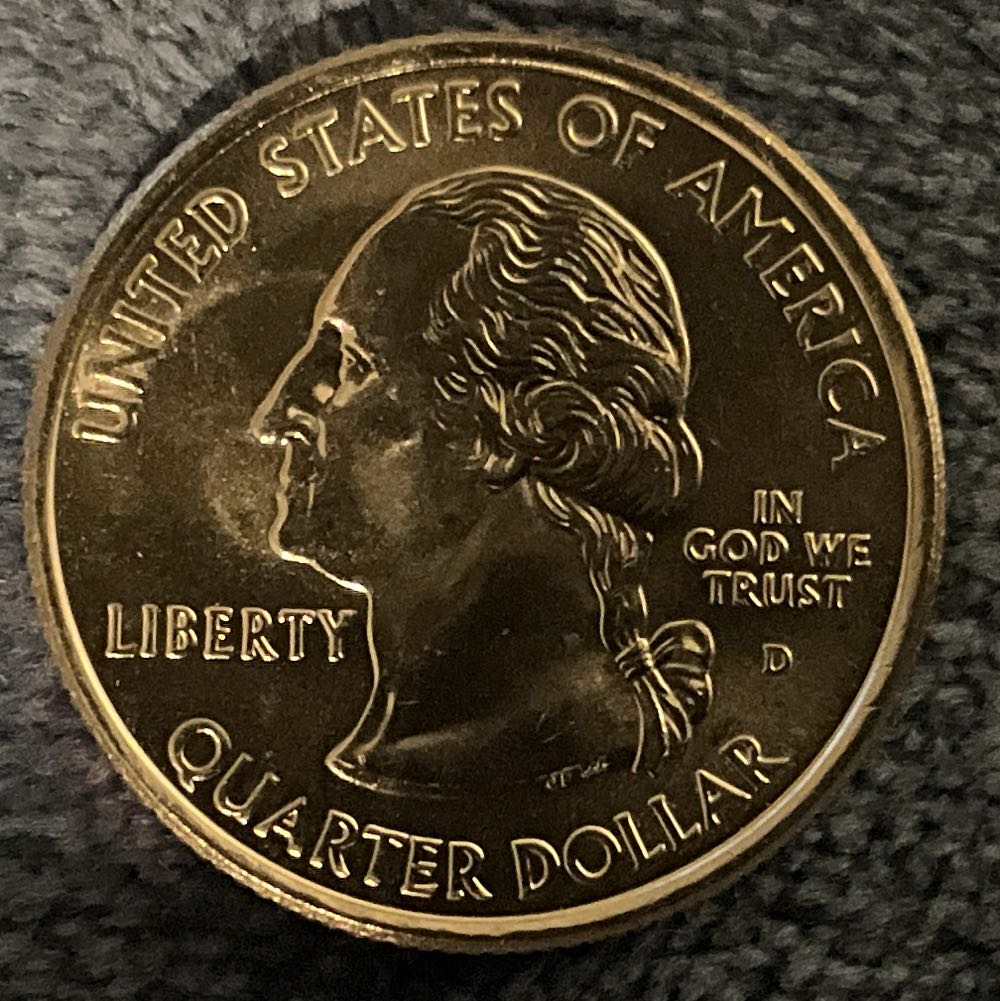 UNITED STATES OF AMERICA
LIBERTY
IN
GOD WE
TRUST
D
QUARTER DOLLAR